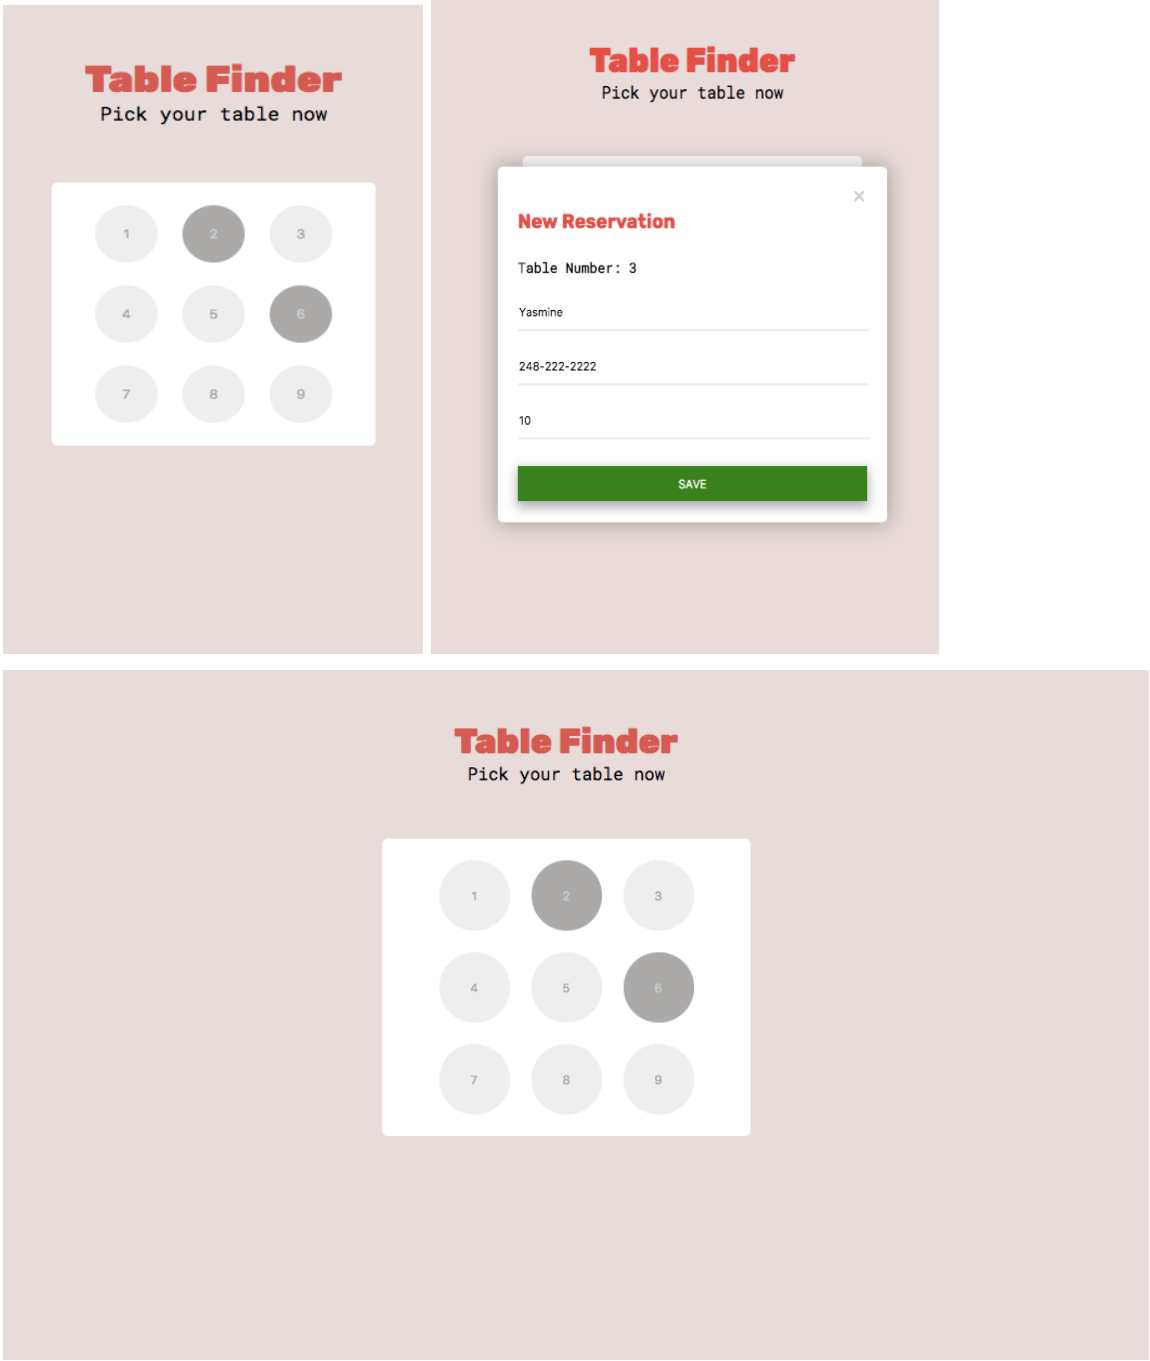 Table Finder
Pick your table now
1 2 3
4 5 6
7 8 9
Table Finder
Pick your table now
×
New Reservation
Table Number: 3
Yasmine
248-222-2222
10
SAVE
Table Finder
Pick your table now
1 2 3
4 5 6
7 8 9